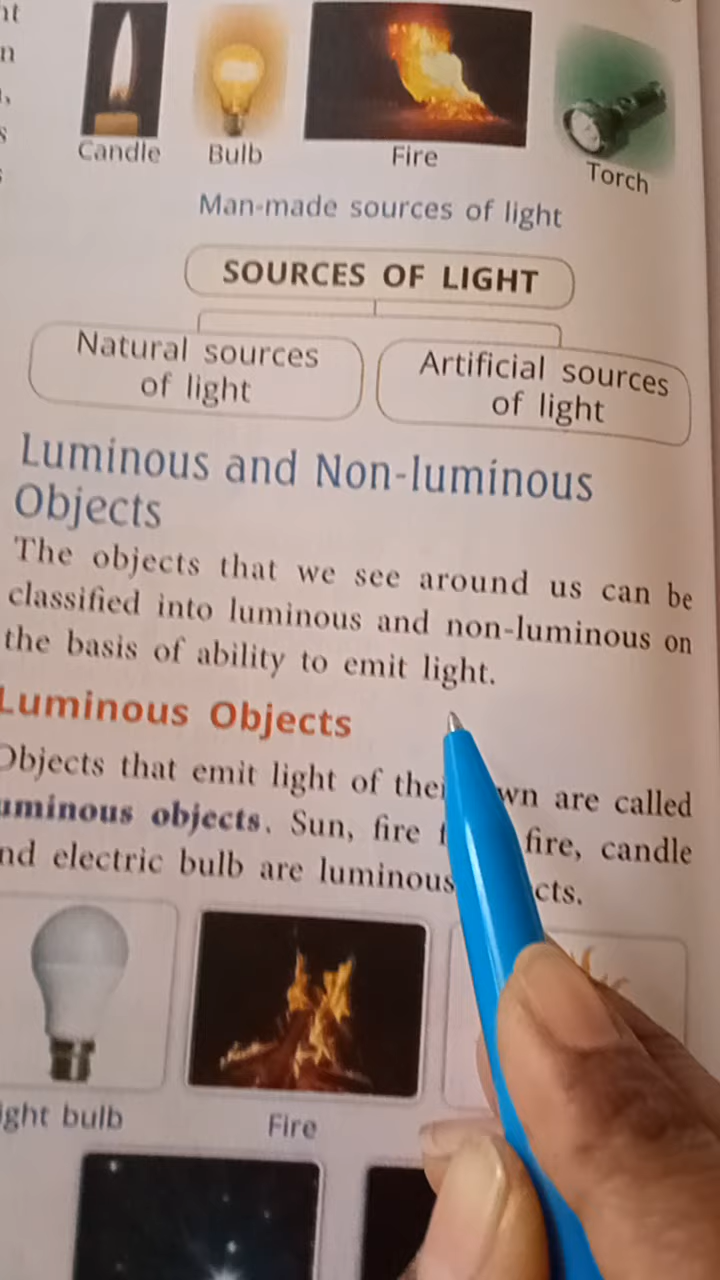 Candle Bulb Fire Torch
Man-made sources of light
SOURCES OF LIGHT
Natural sources
of light
Artificial sources
of light
Luminous and Non-luminous
Objects
The objects that we see around us can be
classified into luminous and non-luminous on
the basis of ability to emit light.
Luminous Objects
Objects that emit light of wn are called
uminous objects. Sun, fire fire, candle
nd electric bulb are luminous cts.
ight bulb Fire